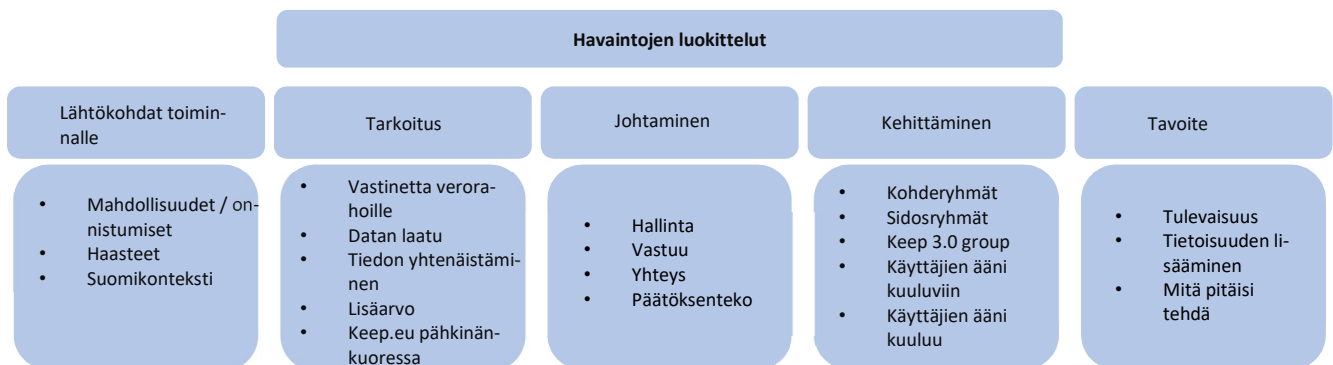 Havaintojen luokittelut
Lähtökohdat toimin-
nalle
• Mahdollisuudet / on-
nistumiset
• Haasteet
• Suomikonteksti
Tarkoitus
• Vastinetta verora-
hoille
• Datan laatu
• Tiedon yhtenäistämi-
nen
• Lisäarvo
• Keep.eu pähkinän-
kuoressa
Johtaminen
• Hallinta
• Vastuu
• Yhteys
• Päätöksenteko
Kehittäminen
• Kohderyhmät
• Sidosryhmät
• Keep 3.0 group
• Käyttäjien ääni
kuuluviin
• Käyttäjien ääni
kuuluu
Tavoite
• Tulevaisuus
• Tietoisuuden li-
sääminen
• Mitä pitäisi
tehdä